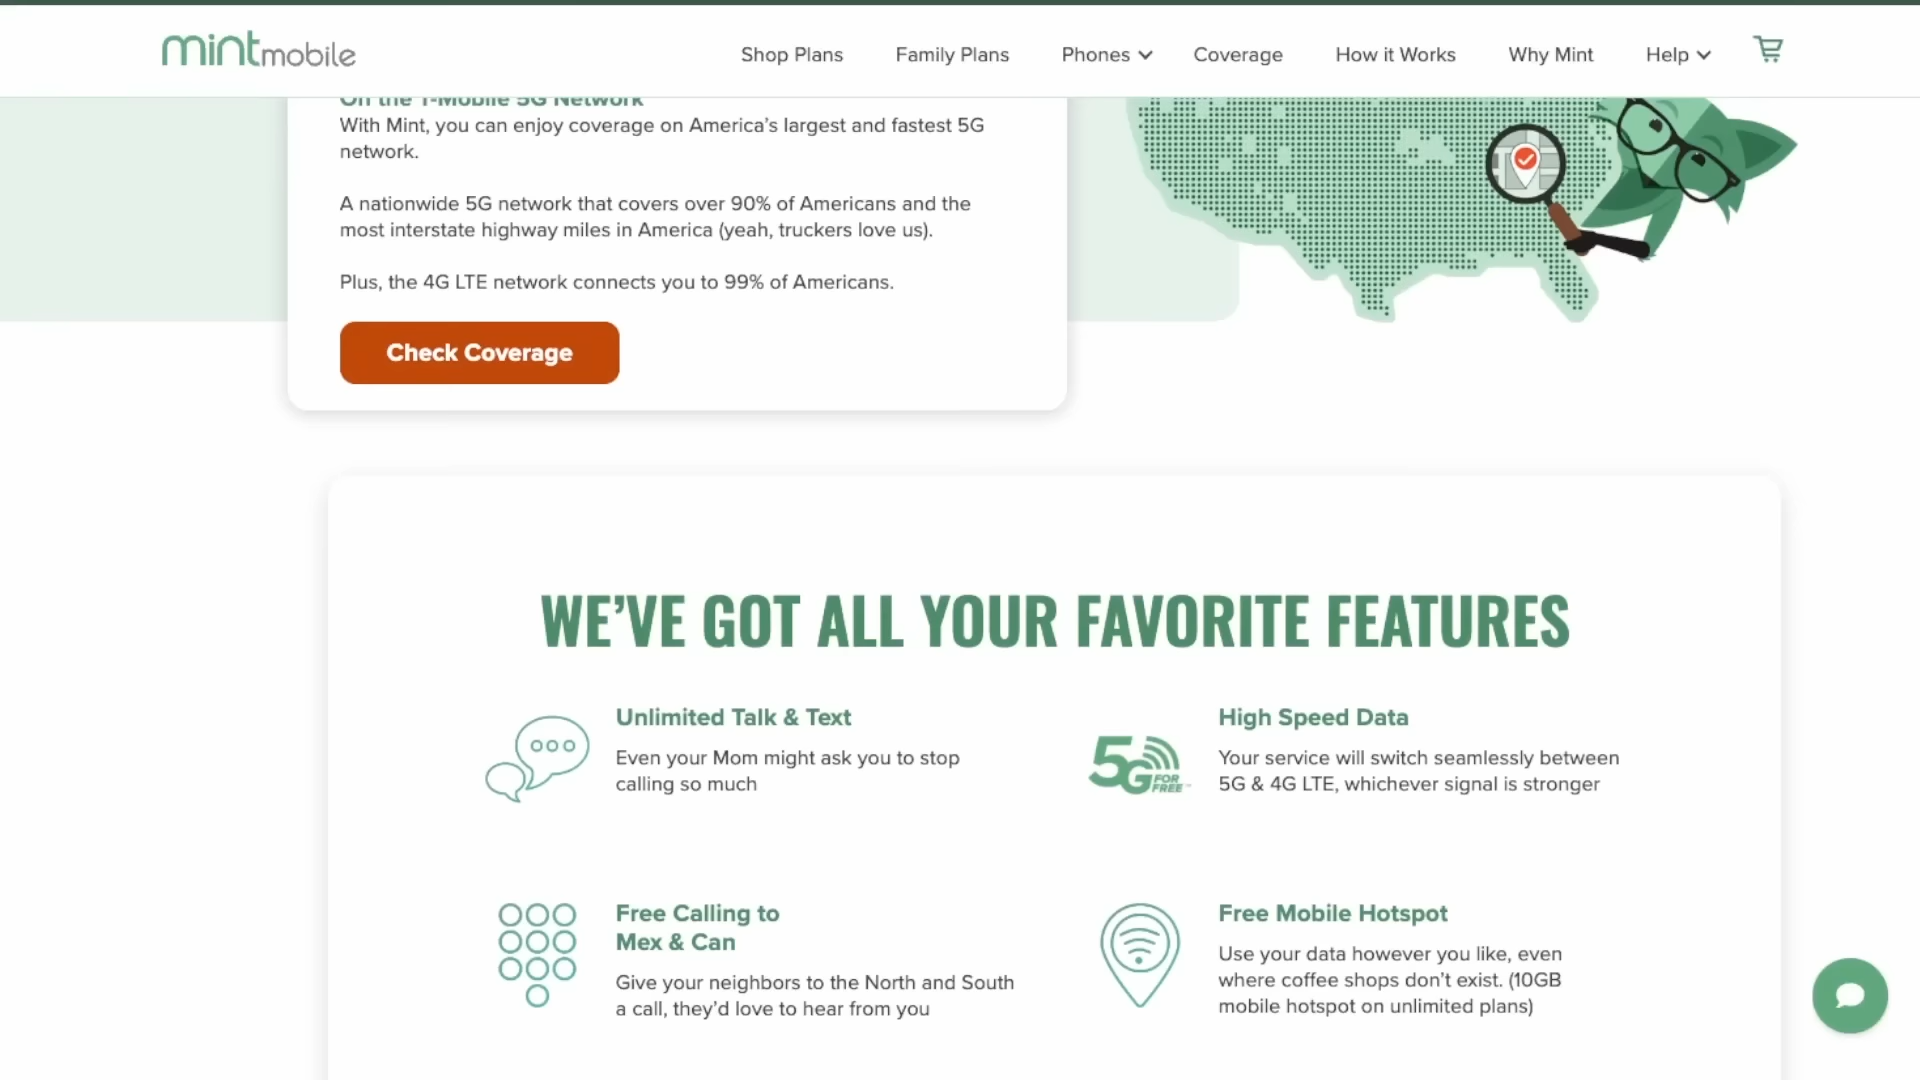 mintmobile
Shop Plans
Family Plans
Phones
Coverage
How it Works
Why Mint
Help
On the T-Mobile 5G Network
With Mint, you can enjoy coverage on America’s largest and fastest 5G
network.
A nationwide 5G network that covers over 90% of Americans and the
most interstate highway miles in America (yeah, truckers love us).
Plus, the 4G LTE network connects you to 99% of Americans.
Check Coverage
WE’VE GOT ALL YOUR FAVORITE FEATURES
Unlimited Talk & Text
Even your Mom might ask you to stop
calling so much
5G FOR FREE™
High Speed Data
Your service will switch seamlessly between
5G & 4G LTE, whichever signal is stronger
Free Calling to
Mex & Can
Give your neighbors to the North and South
a call, they’d love to hear from you
Free Mobile Hotspot
Use your data however you like, even
where coffee shops don’t exist. (10GB
mobile hotspot on unlimited plans)